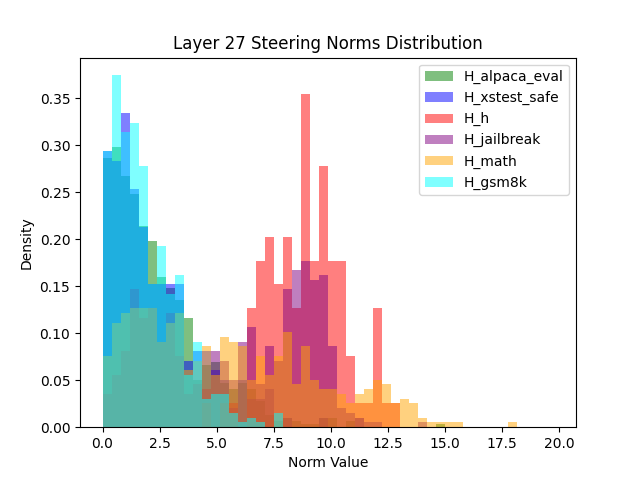 Layer 27 Steering Norms Distribution
H_alpaca_eval
H_xstest_safe
H_h
H_jailbreak
H_math
H_gsm8k
0.35
0.30
0.25
0.20
0.15
0.10
0.05
0.00
Density
0.0 2.5 5.0 7.5 10.0 12.5 15.0 17.5 20.0
Norm Value